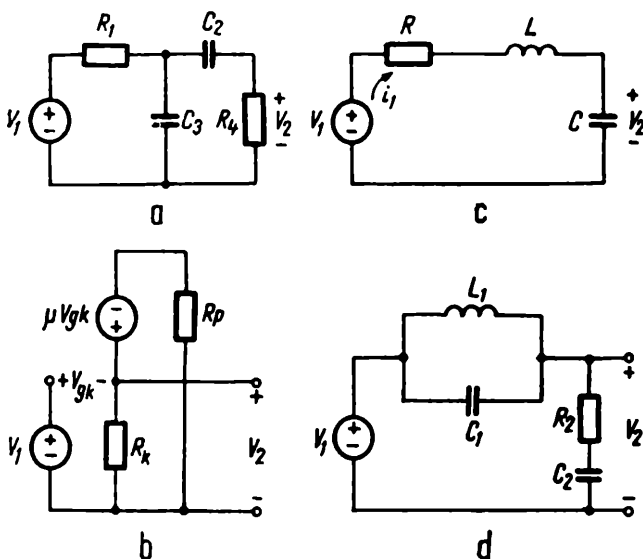 R1
C2
V1
+
-
C3
R4
+
V2
-
a
R
L
i1
V1
+
-
C
+
V2
-
c
μVgk
-
+
Rp
+Vgk-
V1
+
-
Rk
+
V2
-
b
L1
C1
V1
+
-
R2
C2
+
V2
-
d